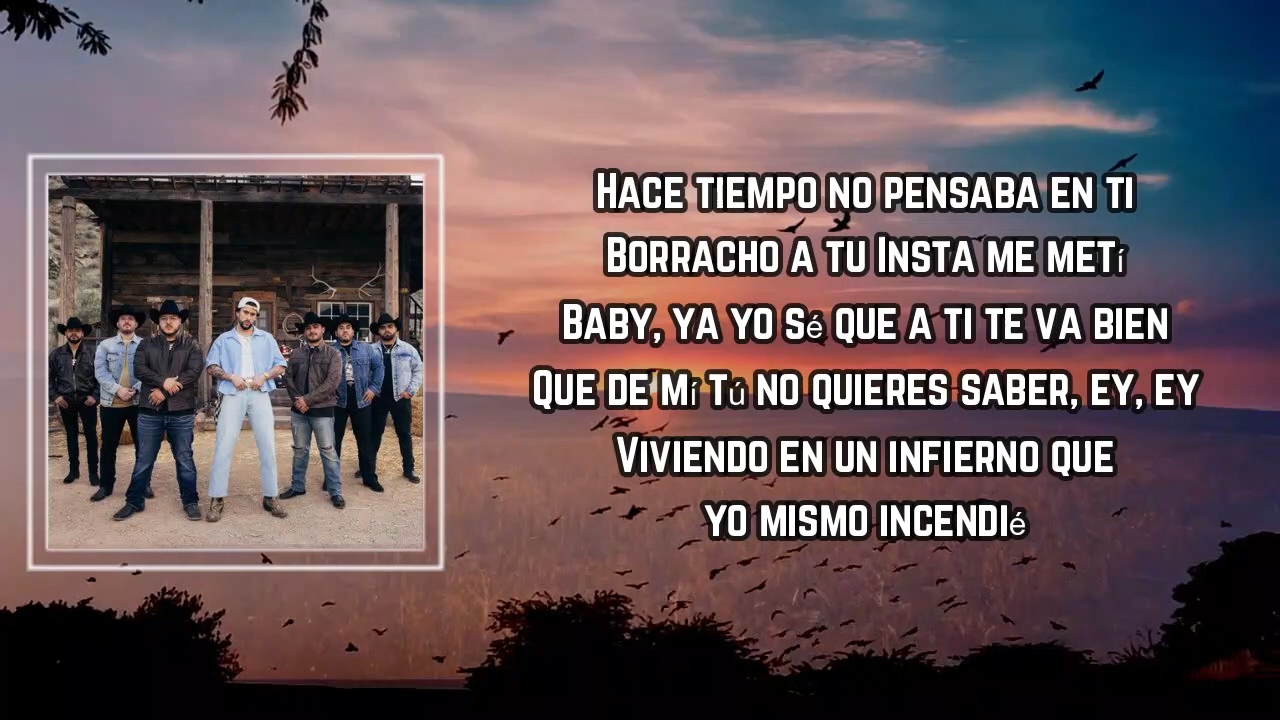 Hace tiempo no pensaba en ti
Borracho a tu Insta me metí
Baby, ya yo sé que a ti te va bien
Que de mí tú no quieres saber, ey, ey
Viviendo en un infierno que
yo mismo incendié